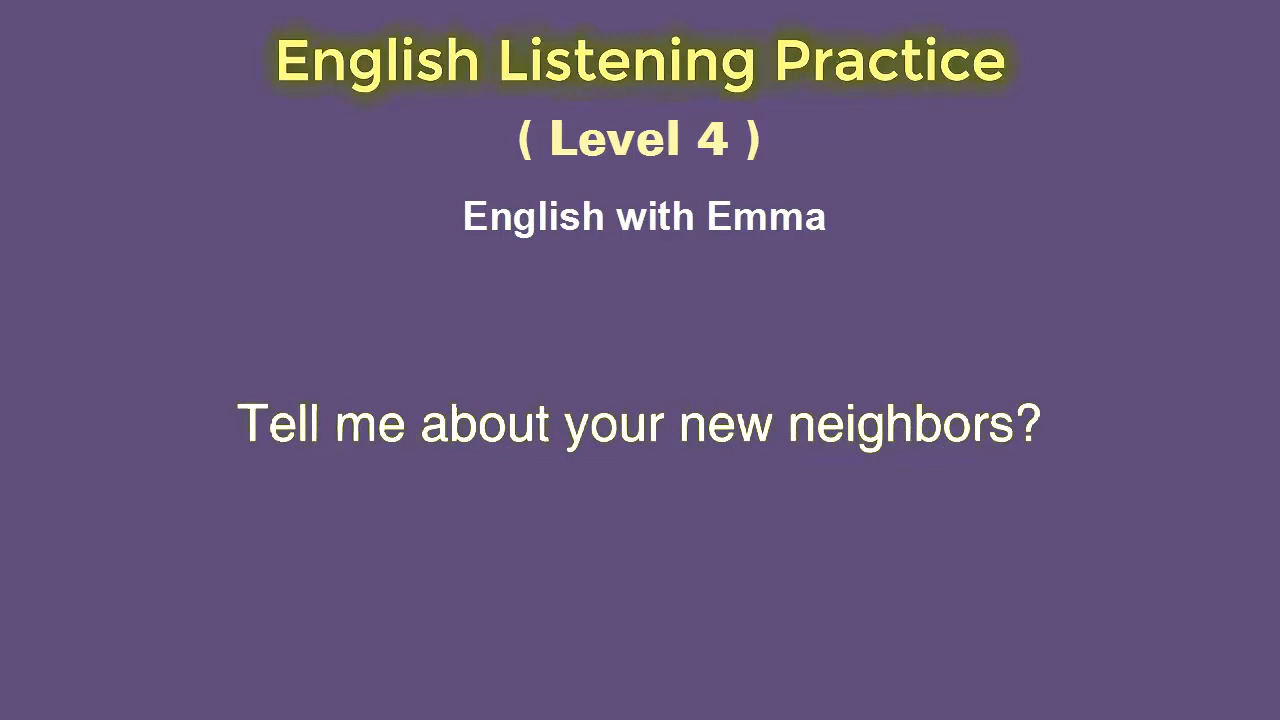 English Listening Practice
( Level 4 )
English with Emma
Tell me about your new neighbors?